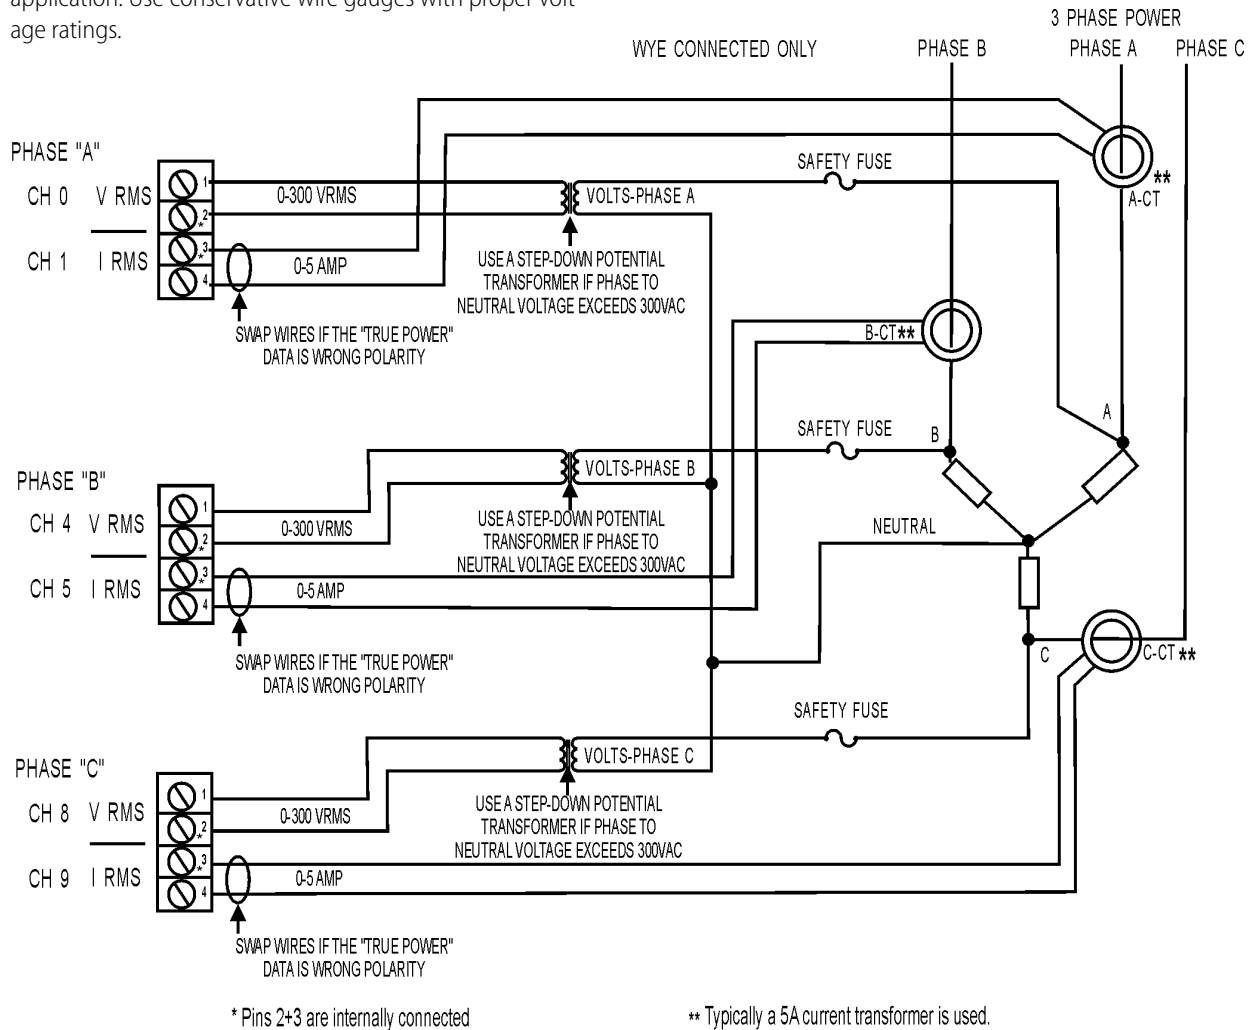 application. Use conservative wire gauges with proper volt
age ratings.
3 PHASE POWER
WYE CONNECTED ONLY
PHASE B
PHASE A
PHASE C
PHASE "A"
CH 0 V RMS
CH 1 I RMS
1
2
*
3
*
4
0-300 VRMS
0-5 AMP
VOLTS-PHASE A
SAFETY FUSE
A-CT
**
USE A STEP-DOWN POTENTIAL
TRANSFORMER IF PHASE TO
NEUTRAL VOLTAGE EXCEEDS 300VAC
SWAP WIRES IF THE "TRUE POWER"
DATA IS WRONG POLARITY
B-CT**
A
B
SAFETY FUSE
PHASE "B"
CH 4 V RMS
CH 5 I RMS
1
2
*
3
*
4
0-300 VRMS
0-5 AMP
VOLTS-PHASE B
USE A STEP-DOWN POTENTIAL
TRANSFORMER IF PHASE TO
NEUTRAL VOLTAGE EXCEEDS 300VAC
NEUTRAL
SWAP WIRES IF THE "TRUE POWER"
DATA IS WRONG POLARITY
C
C-CT **
SAFETY FUSE
PHASE "C"
CH 8 V RMS
CH 9 I RMS
1
2
*
3
*
4
0-300 VRMS
0-5 AMP
VOLTS-PHASE C
USE A STEP-DOWN POTENTIAL
TRANSFORMER IF PHASE TO
NEUTRAL VOLTAGE EXCEEDS 300VAC
SWAP WIRES IF THE "TRUE POWER"
DATA IS WRONG POLARITY
* Pins 2+3 are internally connected
** Typically a 5A current transformer is used.